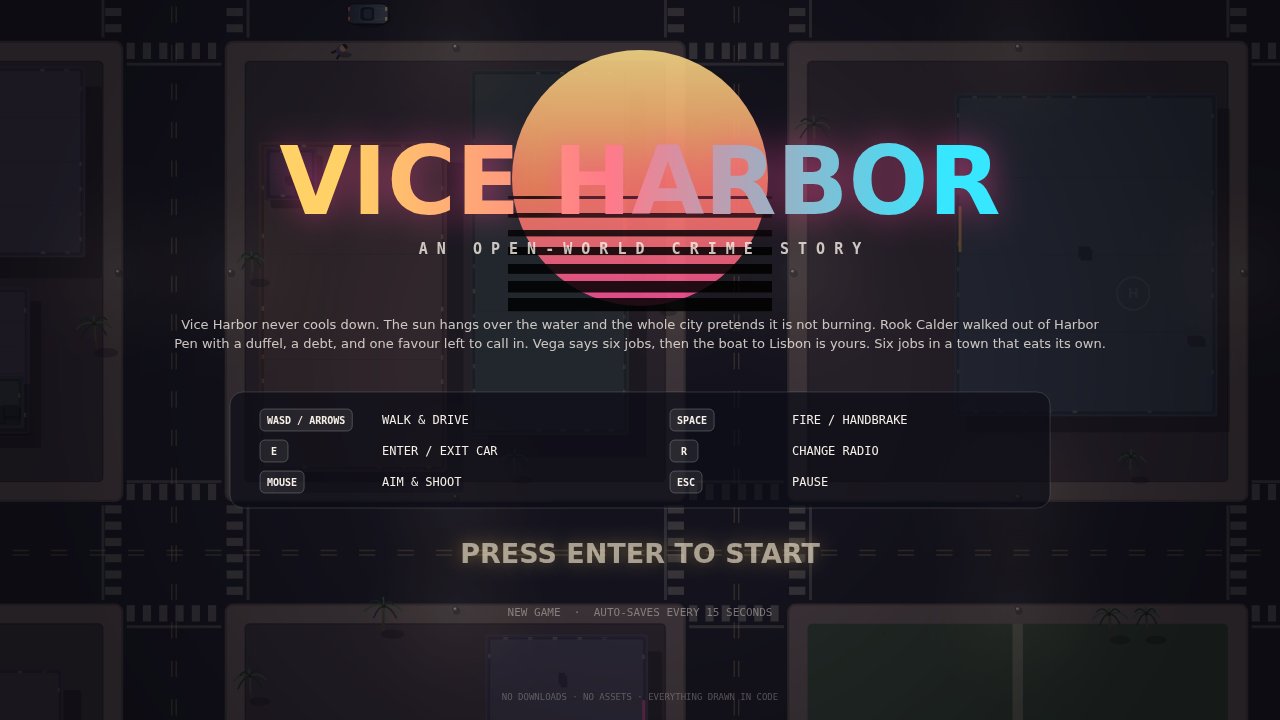 VICE HARBOR
AN OPEN-WORLD CRIME STORY
Vice Harbor never cools down. The sun hangs over the water and the whole city pretends it is not burning. Rook Calder walked out of Harbor
Pen with a duffel, a debt, and one favour left to call in. Vega says six jobs, then the boat to Lisbon is yours. Six jobs in a town that eats its own.
WASD / ARROWS WALK & DRIVE SPACE FIRE / HANDBRAKE
E ENTER / EXIT CAR R CHANGE RADIO
MOUSE AIM & SHOOT ESC PAUSE
PRESS ENTER TO START
NEW GAME · AUTO-SAVES EVERY 15 SECONDS
NO DOWNLOADS · NO ASSETS · EVERYTHING DRAWN IN CODE
H